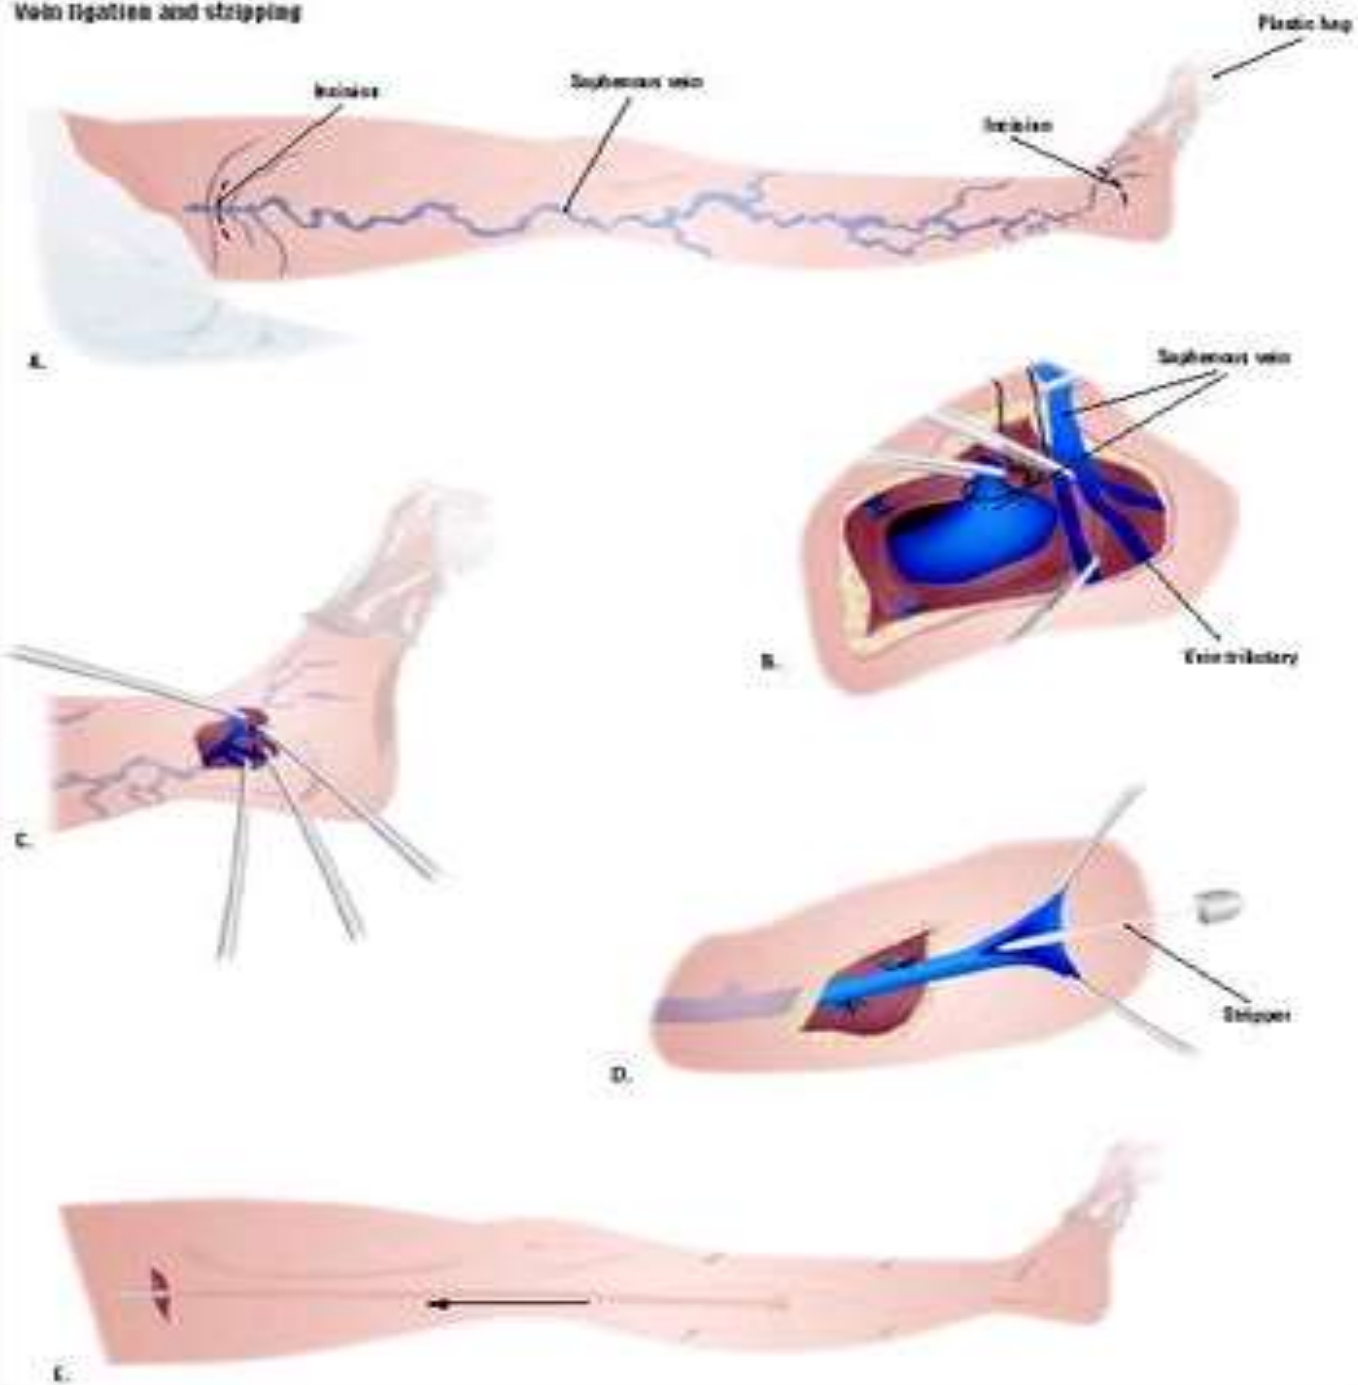 Vein ligation and stripping
Plastic bag
Incision
Saphenous vein
Incision
A.
Saphenous vein
B.
Vein tributary
C.
D.
Stripper
E.